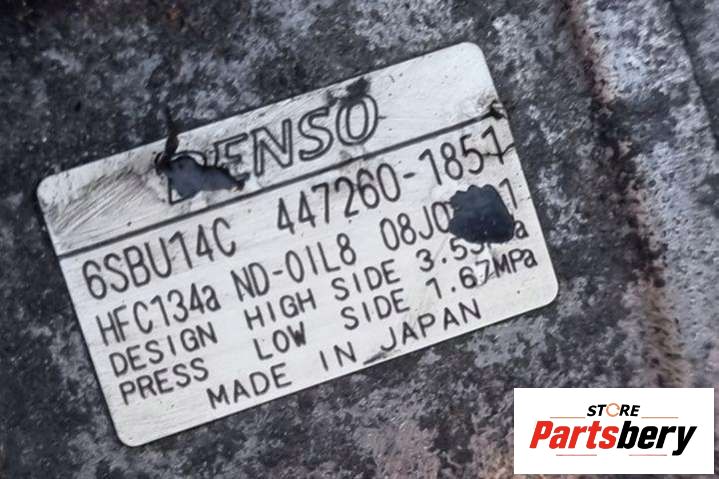 DENSO
6SBU14C 447260-1851
HFC134a ND-OIL8
DESIGN HIGH SIDE
PRESS LOW SIDE 1.67MPa
MADE IN JAPAN
STORE
Partsbery